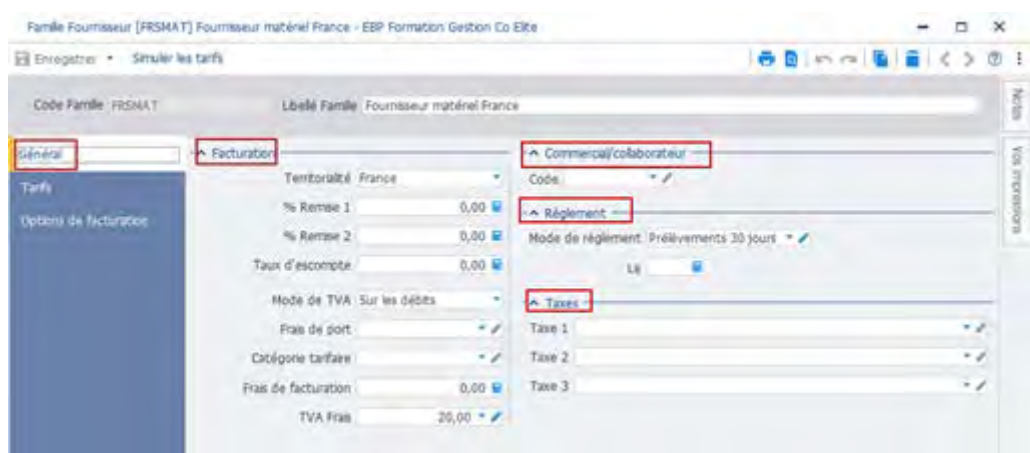 Famille Fournisseur [FRSMAT] Fournisseur matériel France - EBP Formation Gestion Co Elite
Enregistrer Simuler les tarifs
Code Famille FRSMAT Libellé Famille Fournisseur matériel France
Notes
Vos impressions
Général
Tarifs
Options de facturation
Facturation
Territorialité France
% Remise 1 0,00
% Remise 2 0,00
Taux d'escompte 0,00
Mode de TVA Sur les débits
Frais de port
Catégorie tarifaire
Frais de facturation 0,00
TVA Frais 20,00
Commercial/collaborateur
Code
Règlement
Mode de règlement Prélèvements 30 jours
Le
Taxes
Taxe 1
Taxe 2
Taxe 3